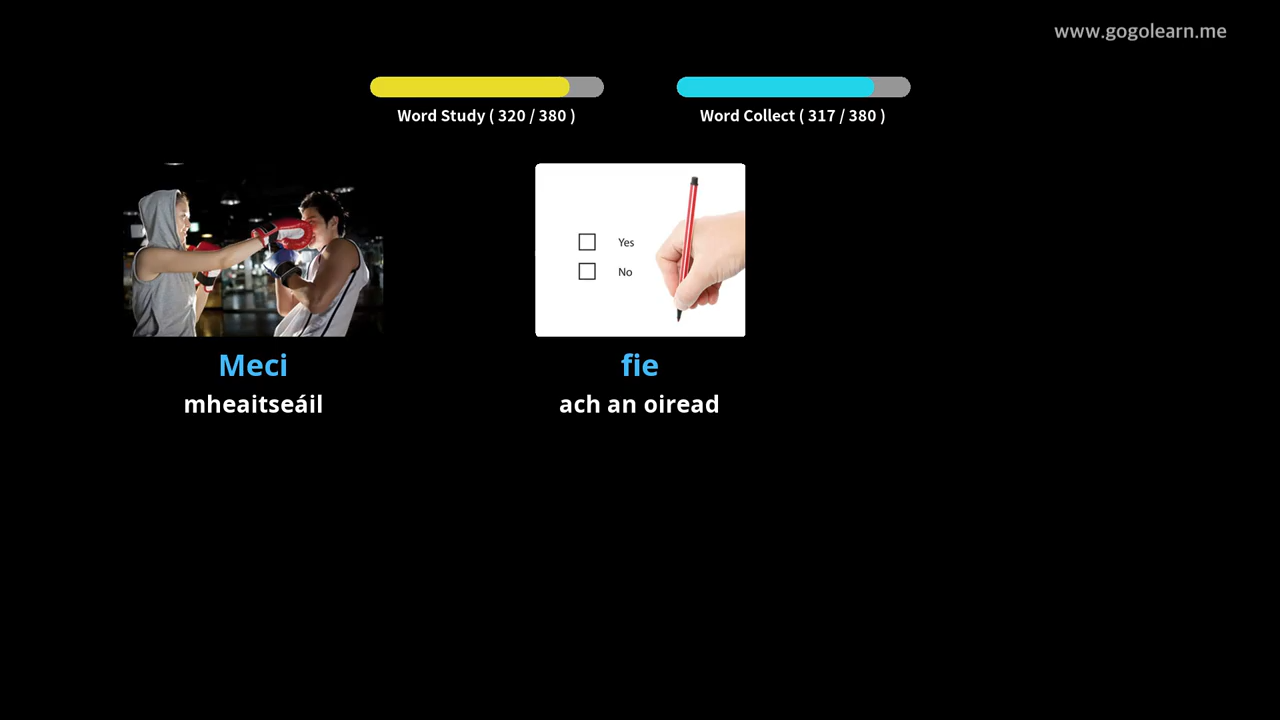 www.gogolearn.me
Word Study ( 320 / 380 )
Word Collect ( 317 / 380 )
Yes
No
Meci
fie
mheaitseáil
ach an oiread